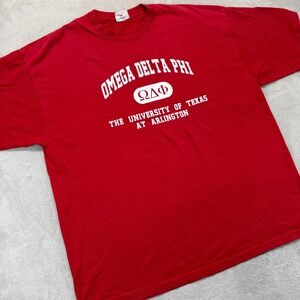 OMEGA DELTA PHI
ΩΔΦ
THE UNIVERSITY OF TEXAS
AT ARLINGTON